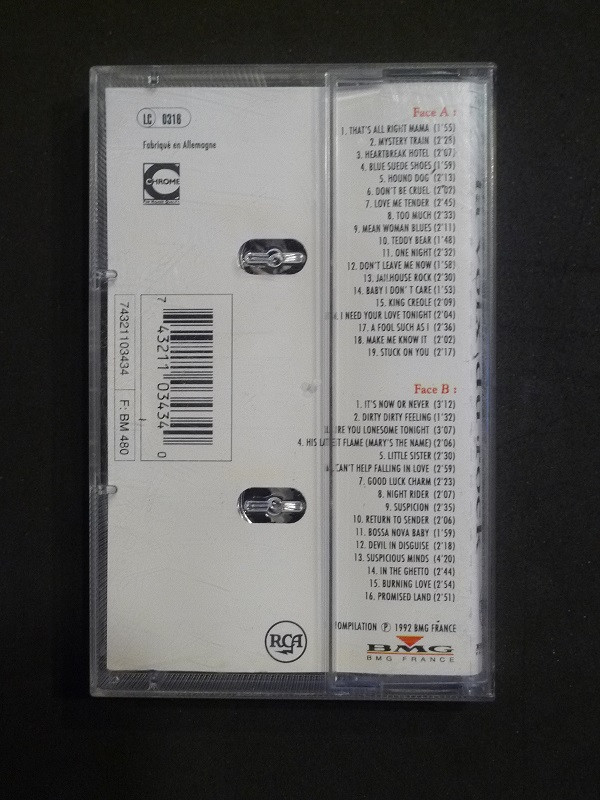 LC 0316
Fabriqué en Allemagne
CHROME
7 43211 03434 0
74321103434
F: BM 480
RCA
Face A :
1. THAT'S ALL RIGHT MAMA (1'55)
2. MYSTERY TRAIN (2'28)
3. HEARTBREAK HOTEL (2'07)
4. BLUE SUEDE SHOES (1'59)
5. HOUND DOG (2'13)
6. DON'T BE CRUEL (2'02)
7. LOVE ME TENDER (2'45)
8. TOO MUCH (2'33)
9. MEAN WOMAN BLUES (2'11)
10. TEDDY BEAR (1'48)
11. ONE NIGHT (2'32)
12. DON'T LEAVE ME NOW (1'58)
13. JAILHOUSE ROCK (2'30)
14. BABY I DON'T CARE (1'53)
15. KING CREOLE (2'09)
I NEED YOUR LOVE TONIGHT (2'04)
17. A FOOL SUCH AS I (2'36)
18. MAKE ME KNOW IT (2'02)
19. STUCK ON YOU (2'17)
Face B :
1. IT'S NOW OR NEVER (3'12)
2. DIRTY DIRTY FEELING (1'32)
RE YOU LONESOME TONIGHT (3'07)
4. HIS LATEST FLAME (MARY'S THE NAME) (2'06)
5. LITTLE SISTER (2'30)
CAN'T HELP FALLING IN LOVE (2'59)
7. GOOD LUCK CHARM (2'23)
8. NIGHT RIDER (2'07)
9. SUSPICION (2'35)
10. RETURN TO SENDER (2'06)
11. BOSSA NOVA BABY (1'59)
12. DEVIL IN DISGUISE (2'18)
13. SUSPICIOUS MINDS (4'20)
14. IN THE GHETTO (2'44)
15. BURNING LOVE (2'54)
16. PROMISED LAND (2'51)
OMPILATION ℗ 1992 BMG FRANCE
BMG
BMG FRANCE